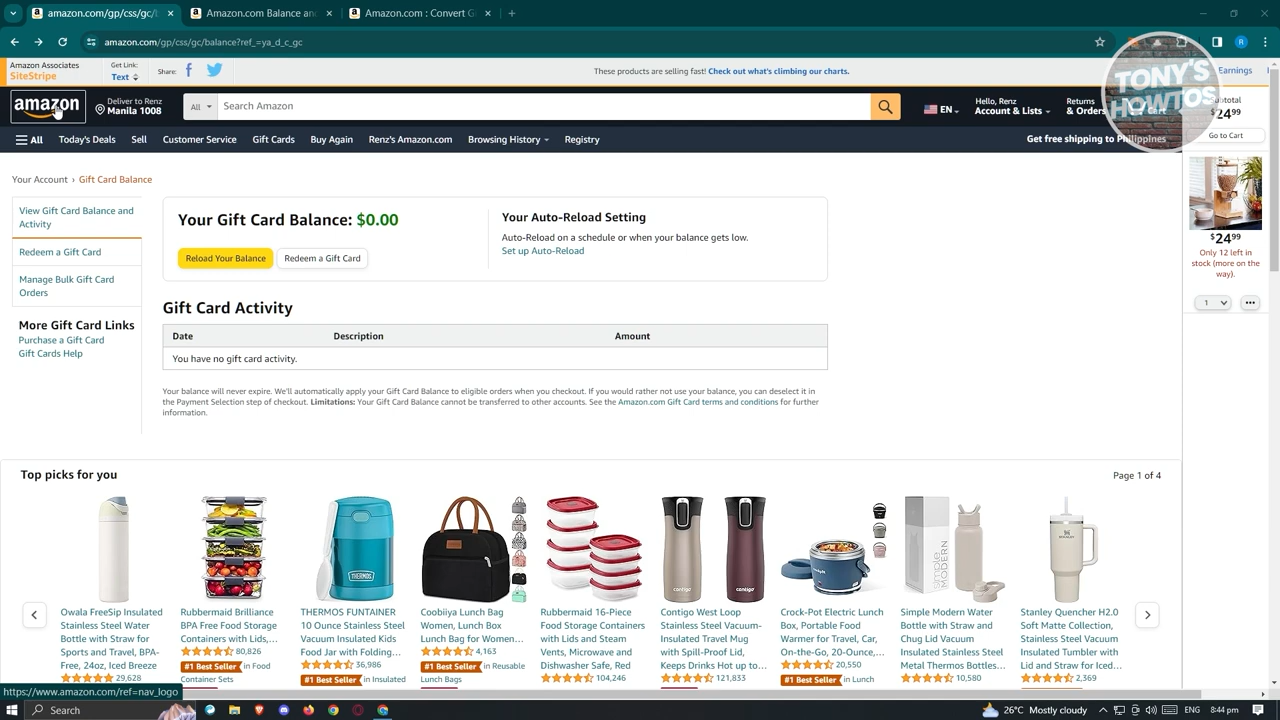 amazon.com/gp/css/gc/b
Amazon.com Balance an
Amazon.com : Convert G
amazon.com/gp/css/gc/balance?ref_=ya_d_c_gc
Amazon Associates
SiteStripe
Get Link:
Text
Share:
These products are selling fast! Check out what's climbing our charts.
Earnings
amazon
Deliver to Renz
Manila 1008
All
Search Amazon
EN
Hello, Renz
Account & Lists
Returns
& Orders
Cart
TONY'S
HOWTOS
Subtotal
$24.99
Go to Cart
All
Today's Deals
Sell
Customer Service
Gift Cards
Buy Again
Renz's Amazon.com
Browsing History
Registry
Get free shipping to Philippines
Your Account › Gift Card Balance
View Gift Card Balance and
Activity
Redeem a Gift Card
Manage Bulk Gift Card
Orders
More Gift Card Links
Purchase a Gift Card
Gift Cards Help
Your Gift Card Balance: $0.00
Reload Your Balance
Redeem a Gift Card
Your Auto-Reload Setting
Auto-Reload on a schedule or when your balance gets low.
Set up Auto-Reload
$24.99
Only 12 left in
stock (more on the
way).
1
Gift Card Activity
Date Description Amount
You have no gift card activity.
Your balance will never expire. We'll automatically apply your Gift Card Balance to eligible orders when you checkout. If you would rather not use your balance, you can deselect it in
the Payment Selection step of checkout. Limitations: Your Gift Card Balance cannot be transferred to other accounts. See the Amazon.com Gift Card terms and conditions for further
information.
Top picks for you
Page 1 of 4
THERMOS
contigo
contigo
SIMPLE MODERN
STANLEY
Owala FreeSip Insulated
Stainless Steel Water
Bottle with Straw for
Sports and Travel, BPA-
Free, 24oz, Iced Breeze
29,628
Rubbermaid Brilliance
BPA Free Food Storage
Containers with Lids,...
80,826
#1 Best Seller in Food
Container Sets
THERMOS FUNTAINER
10 Ounce Stainless Steel
Vacuum Insulated Kids
Food Jar with Folding...
36,986
#1 Best Seller in Insulated
Coobiiya Lunch Bag
Women, Lunch Box
Lunch Bag for Women...
4,163
#1 Best Seller in Reusable
Lunch Bags
Rubbermaid 16-Piece
Food Storage Containers
with Lids and Steam
Vents, Microwave and
Dishwasher Safe, Red
104,246
Contigo West Loop
Stainless Steel Vacuum-
Insulated Travel Mug
with Spill-Proof Lid,
Keeps Drinks Hot up to...
121,833
Crock-Pot Electric Lunch
Box, Portable Food
Warmer for Travel, Car,
On-the-Go, 20-Ounce,...
20,550
#1 Best Seller in Lunch
Simple Modern Water
Bottle with Straw and
Chug Lid Vacuum
Insulated Stainless Steel
Metal Thermos Bottles...
10,580
Stanley Quencher H2.0
Soft Matte Collection,
Stainless Steel Vacuum
Insulated Tumbler with
Lid and Straw for Iced...
2,369
https://www.amazon.com/ref=nav_logo
Search
26°C Mostly cloudy
8:44 pm